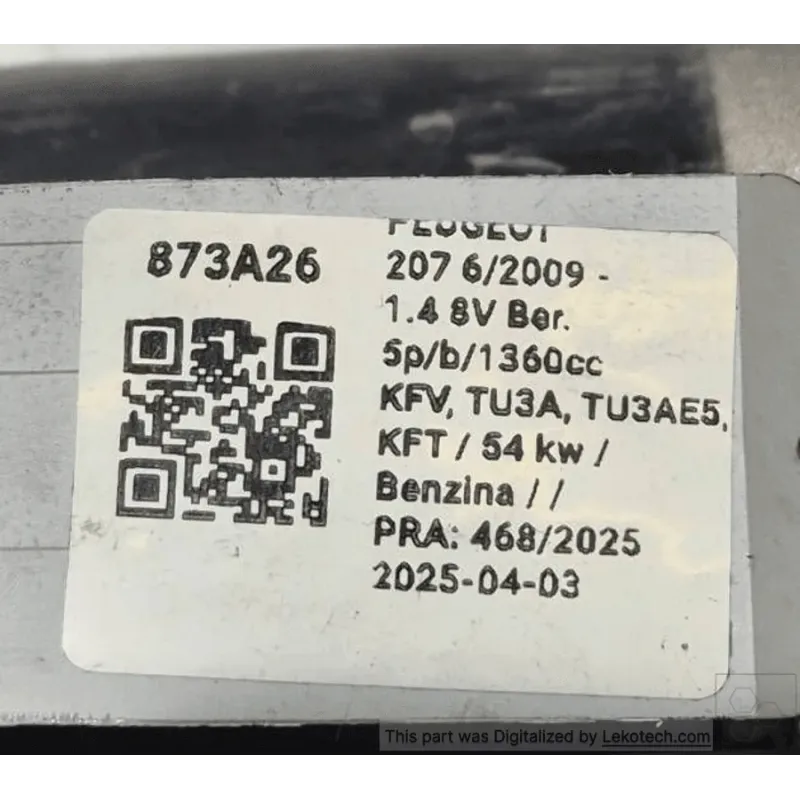 873A26
PEUGEOT
207 6/2009 -
1.4 8V Ber.
5p/b/1360cc
KFV, TU3A, TU3AE5,
KFT / 54 kw /
Benzina / /
PRA: 468/2025
2025-04-03
This part was Digitalized by Lekotech.com